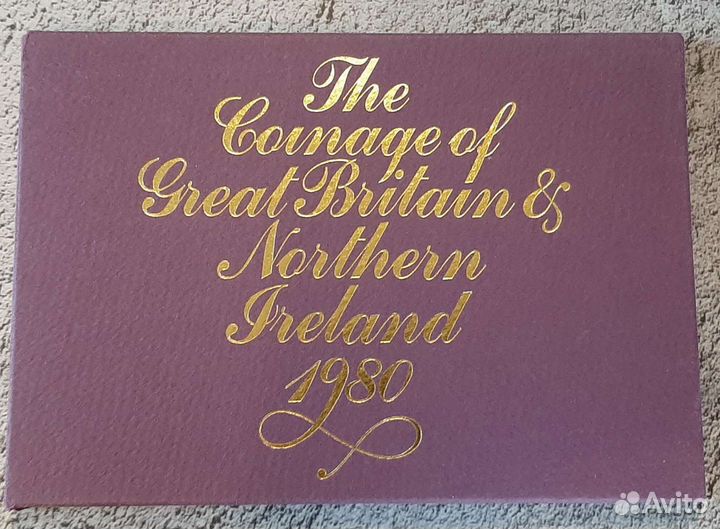 The
Coinage of
Great Britain &
Northern
Ireland
1980
Avito